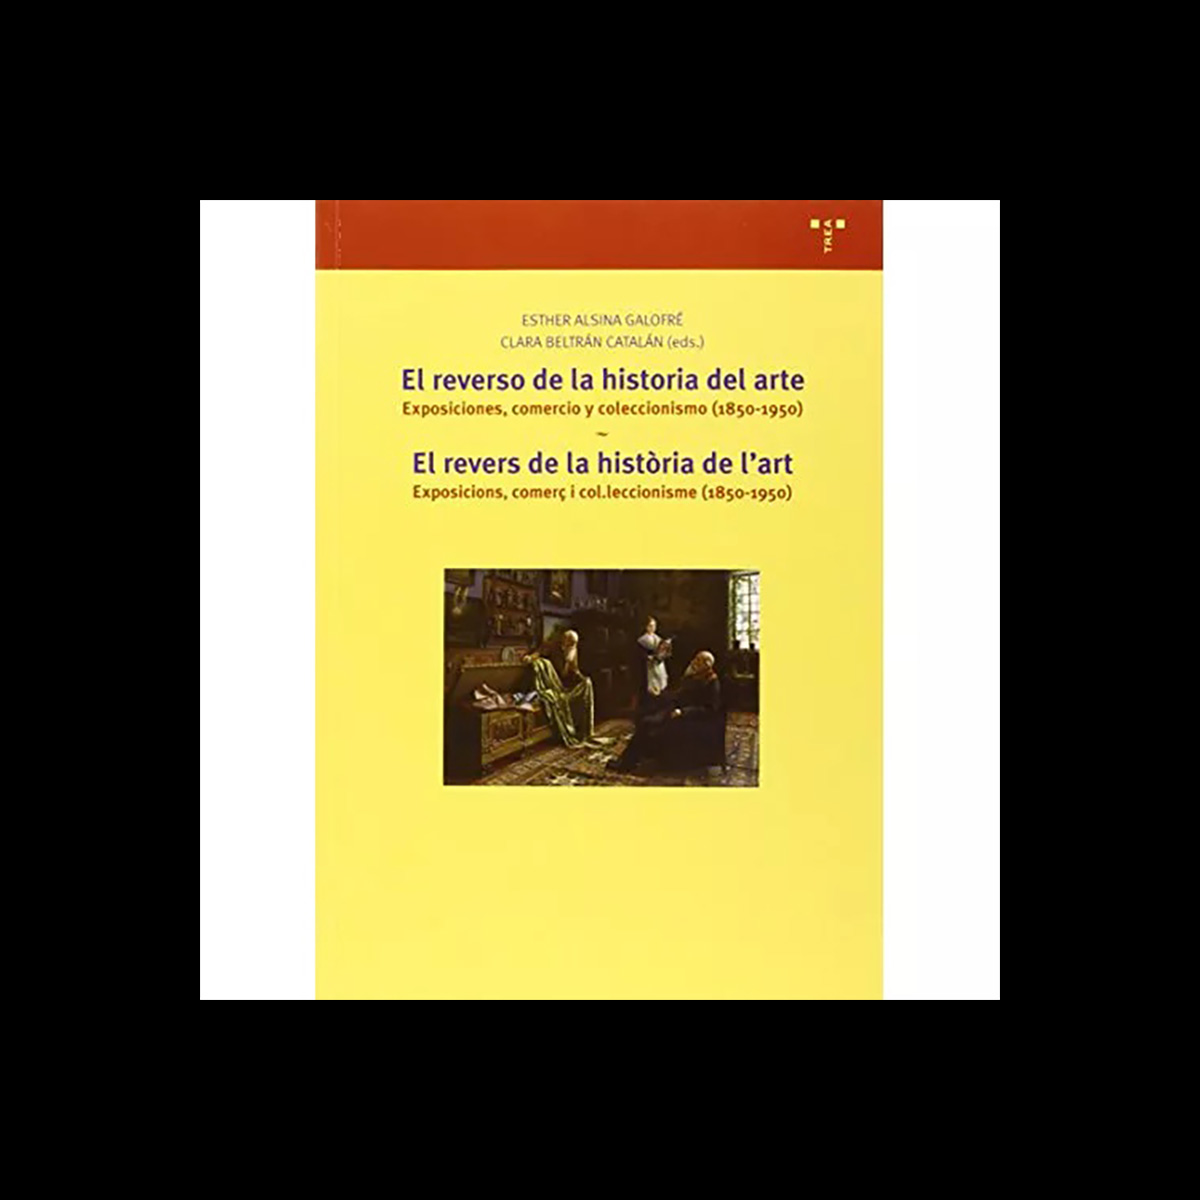 TREA
ESTHER ALSINA GALOFRÉ
CLARA BELTRÁN CATALÁN (eds.)
El reverso de la historia del arte
Exposiciones, comercio y coleccionismo (1850-1950)
~
El revers de la història de l’art
Exposicions, comerç i col.leccionisme (1850-1950)